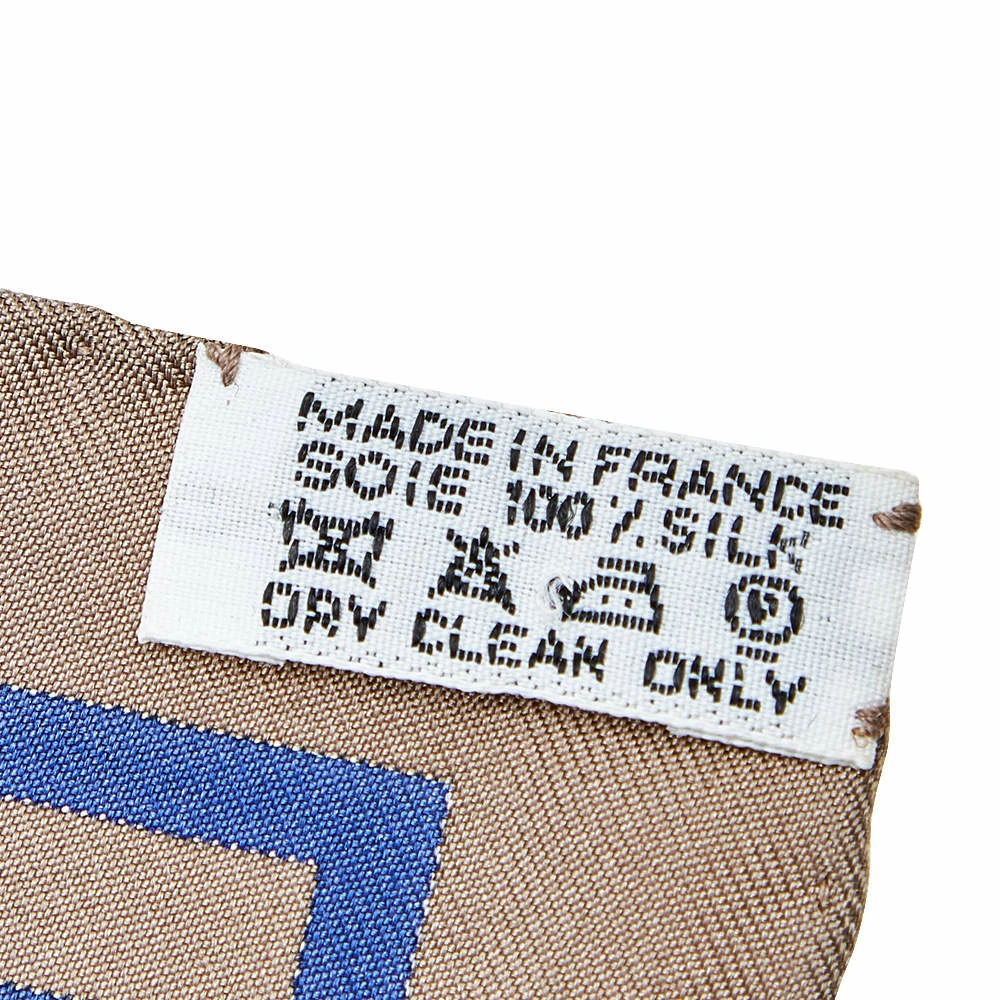 MADE IN FRANCE
SOIE 100% SILK
P
DRY CLEAN ONLY